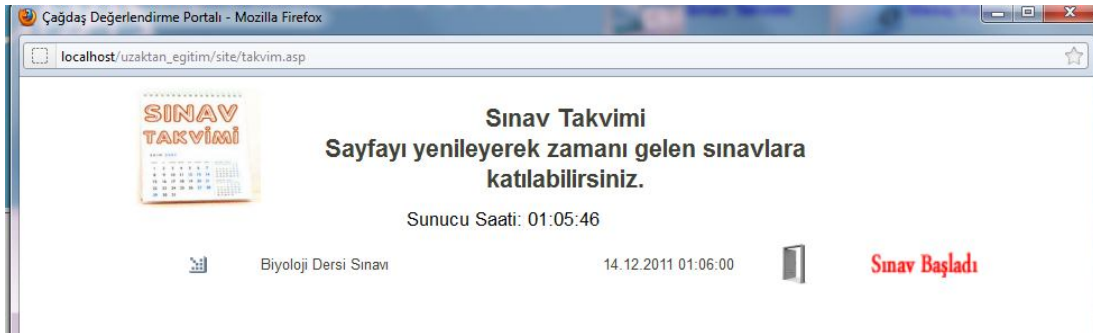 Çağdaş Değerlendirme Portalı - Mozilla Firefox
localhost/uzaktan_egitim/site/takvim.asp
SINAV
TAKVİMİ
Sınav Takvimi
Sayfayı yenileyerek zamanı gelen sınavlara
katılabilirsiniz.
Sunucu Saati: 01:05:46
Biyoloji Dersi Sınavı 14.12.2011 01:06:00 Sınav Başladı